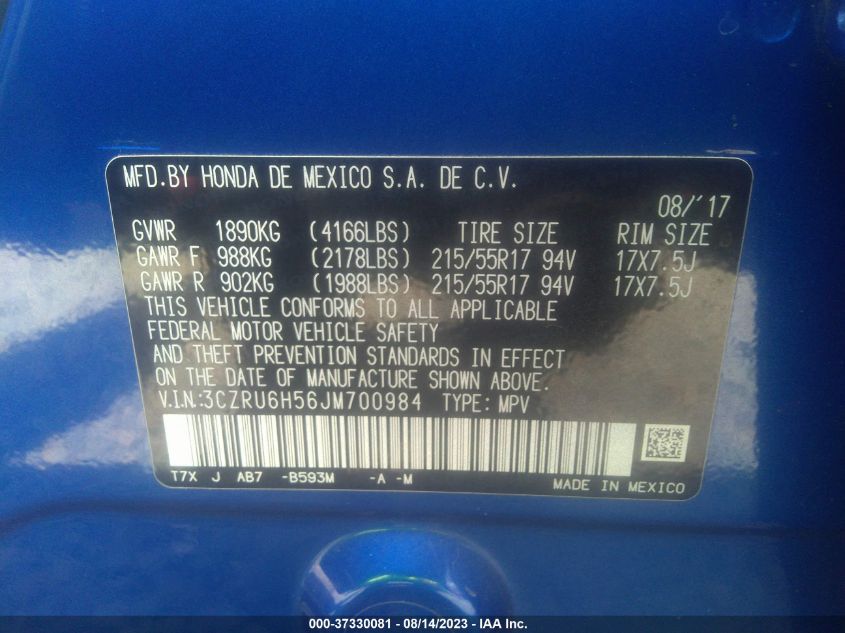 MFD.BY HONDA DE MEXICO S.A. DE C.V.
08/'17
GVWR 1890KG (4166LBS) TIRE SIZE RIM SIZE
GAWR F 988KG (2178LBS) 215/55R17 94V 17X7.5J
GAWR R 902KG (1988LBS) 215/55R17 94V 17X7.5J
THIS VEHICLE CONFORMS TO ALL APPLICABLE
FEDERAL MOTOR VEHICLE SAFETY
AND THEFT PREVENTION STANDARDS IN EFFECT
ON THE DATE OF MANUFACTURE SHOWN ABOVE.
V.I.N:3CZRU6H56JM700984 TYPE: MPV
T7X J AB7 -B593M -A -M
MADE IN MEXICO
000-37330081 - 08/14/2023 - IAA Inc.